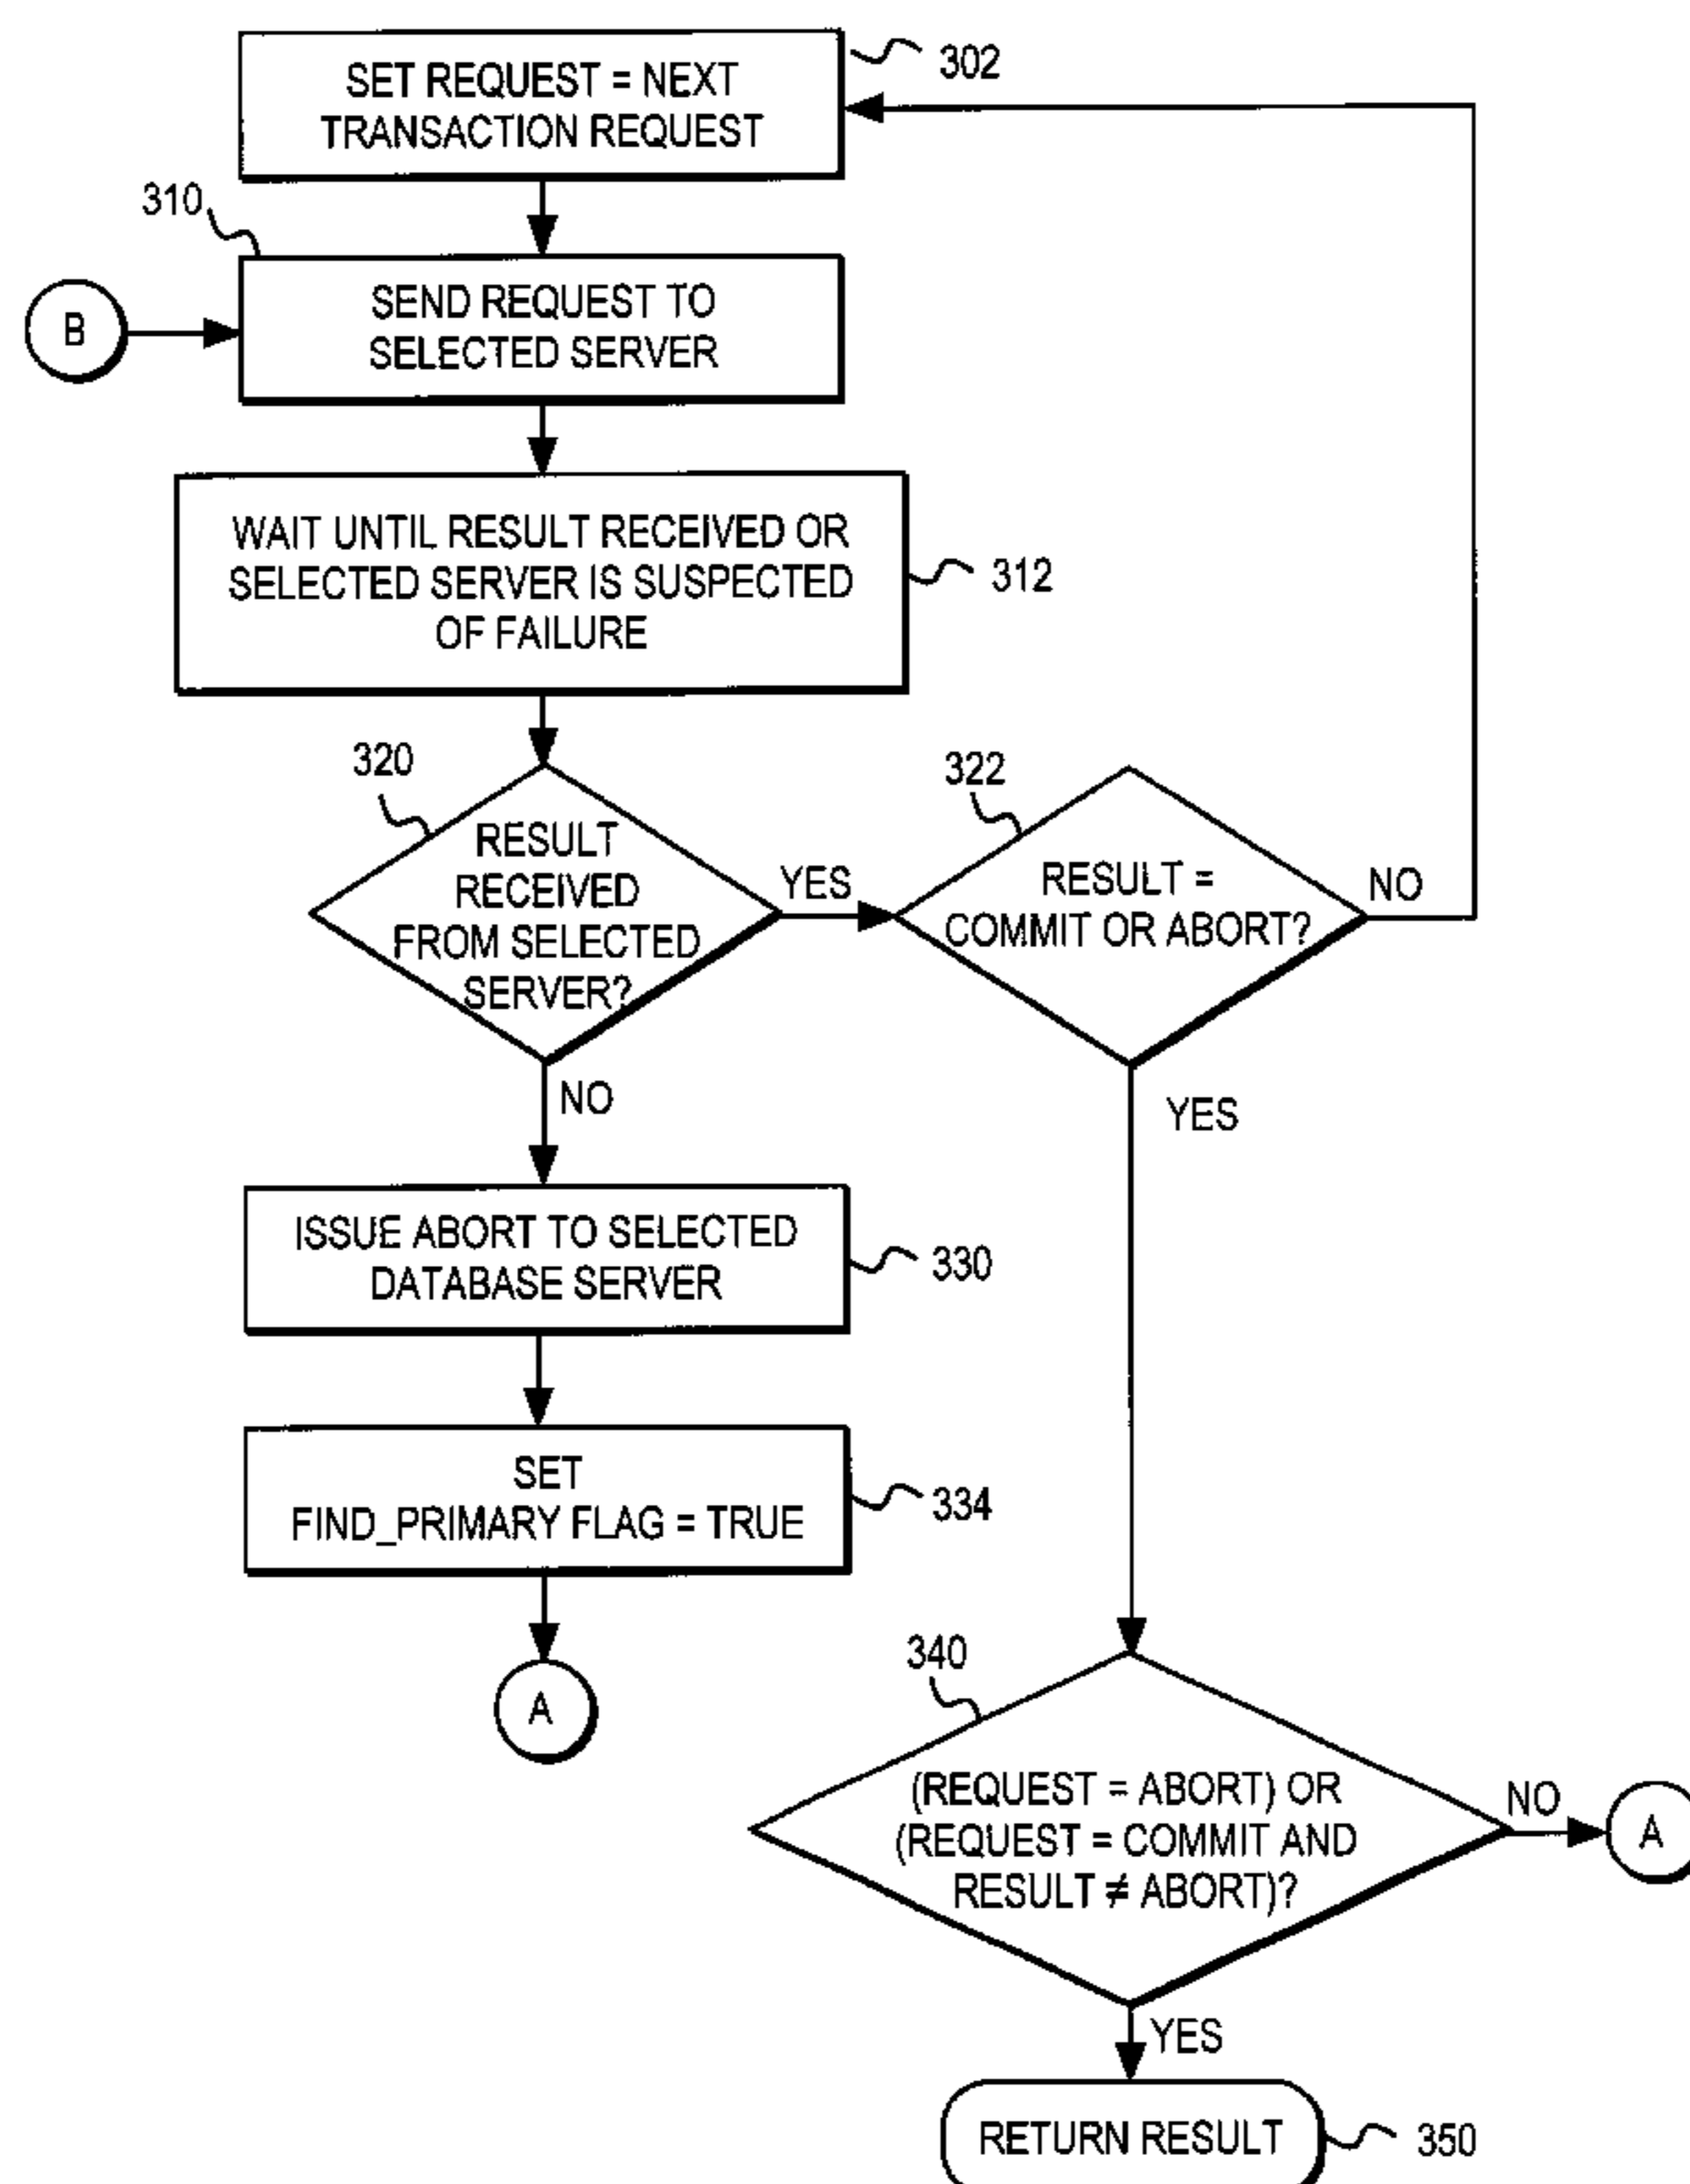 SET REQUEST = NEXT
TRANSACTION REQUEST
302
310
B
SEND REQUEST TO
SELECTED SERVER
WAIT UNTIL RESULT RECEIVED OR
SELECTED SERVER IS SUSPECTED
OF FAILURE
312
320
RESULT
RECEIVED
FROM SELECTED
SERVER?
YES
322
RESULT =
COMMIT OR ABORT?
NO
NO
YES
ISSUE ABORT TO SELECTED
DATABASE SERVER
330
SET
FIND_PRIMARY FLAG = TRUE
334
A
340
(REQUEST = ABORT) OR
(REQUEST = COMMIT AND
RESULT ≠ ABORT)?
NO
A
YES
RETURN RESULT
350